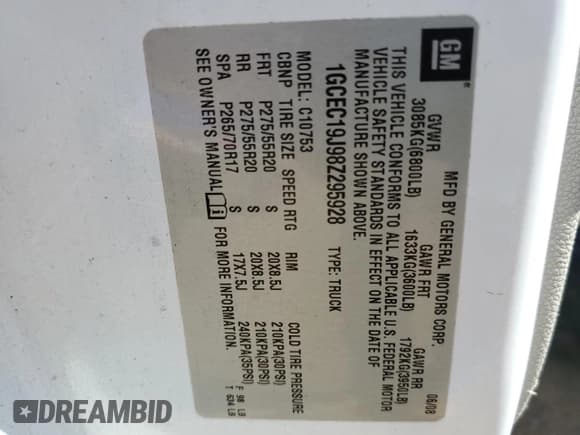 GM
MFD BY GENERAL MOTORS CORP. 06/08
GVWR GAWR FRT GAWR RR
3085KG(6800LB) 1633KG(3600LB) 1792KG(3950LB)
THIS VEHICLE CONFORMS TO ALL APPLICABLE U.S. FEDERAL MOTOR
VEHICLE SAFETY STANDARDS IN EFFECT ON THE DATE OF
MANUFACTURE SHOWN ABOVE.
1GCEC19J98Z295928 TYPE: TRUCK
MODEL: C10753
CBNP TIRE SIZE SPEED RTG RIM COLD TIRE PRESSURE
FRT P275/55R20 S 20X8.5J 210KPA(30PSI)
RR P275/55R20 S 20X8.5J 210KPA(30PSI)
SPA P265/70R17 S 17X7.5J 240KPA(35PSI)
SEE OWNER'S MANUAL i FOR MORE INFORMATION.
F 98 LB
T 624 LB
DREAMBID